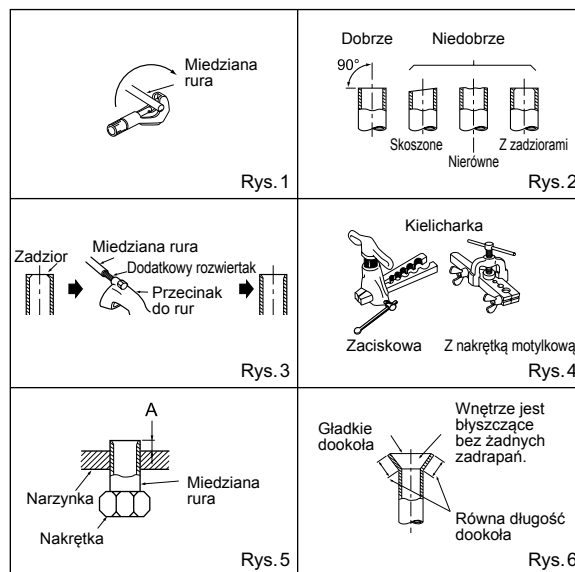 Miedziana
rura
Rys. 1
Dobrze
Niedobrze
90°
Skoszone
Nierówne
Z zadziorami
Rys. 2
Zadzior
Miedziana rura
Dodatkowy rozwiertak
Przecinak
do rur
Rys. 3
Kielicharka
Zaciskowa
Z nakrętką motylkową
Rys. 4
A
Narzynka
Miedziana
rura
Nakrętka
Rys. 5
Gładkie
dookoła
Wnętrze jest
błyszczące
bez żadnych
zadrapań.
Równa długość
dookoła
Rys. 6